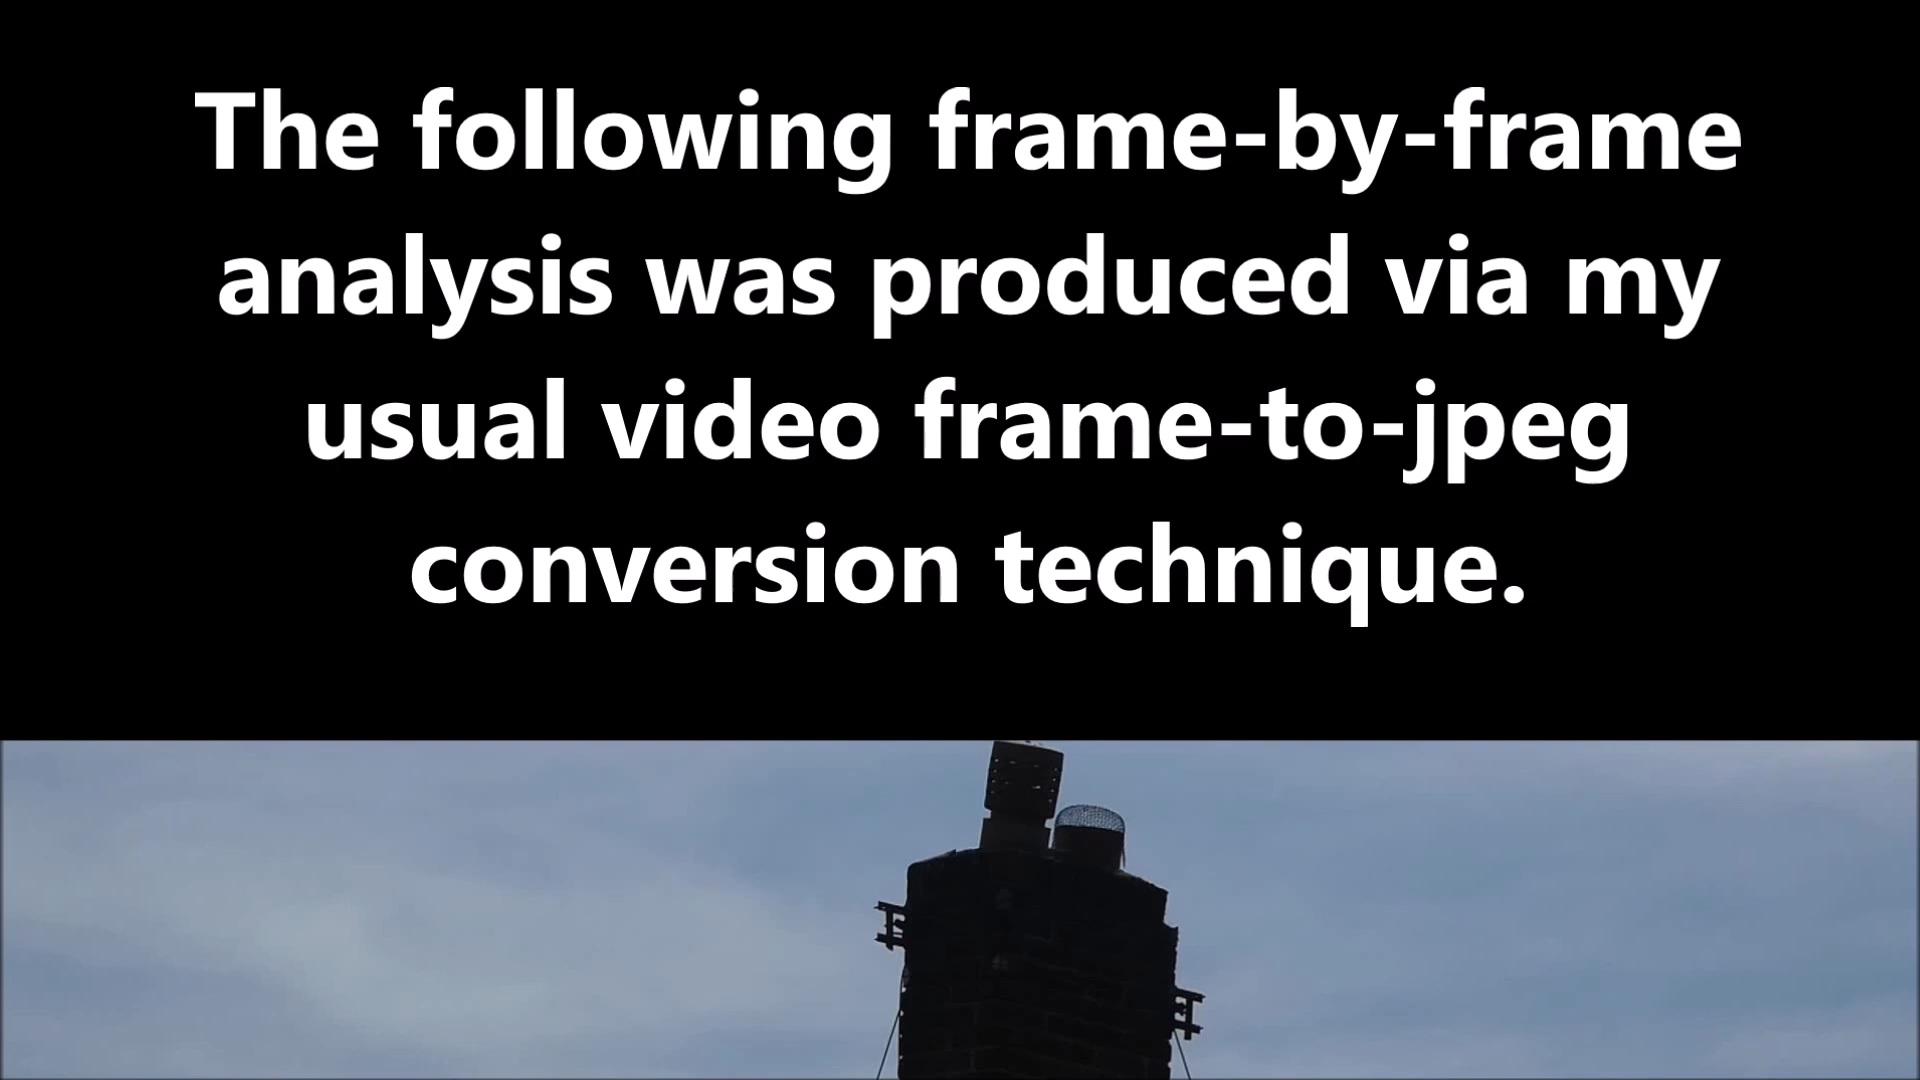 The following frame-by-frame
analysis was produced via my
usual video frame-to-jpeg
conversion technique.